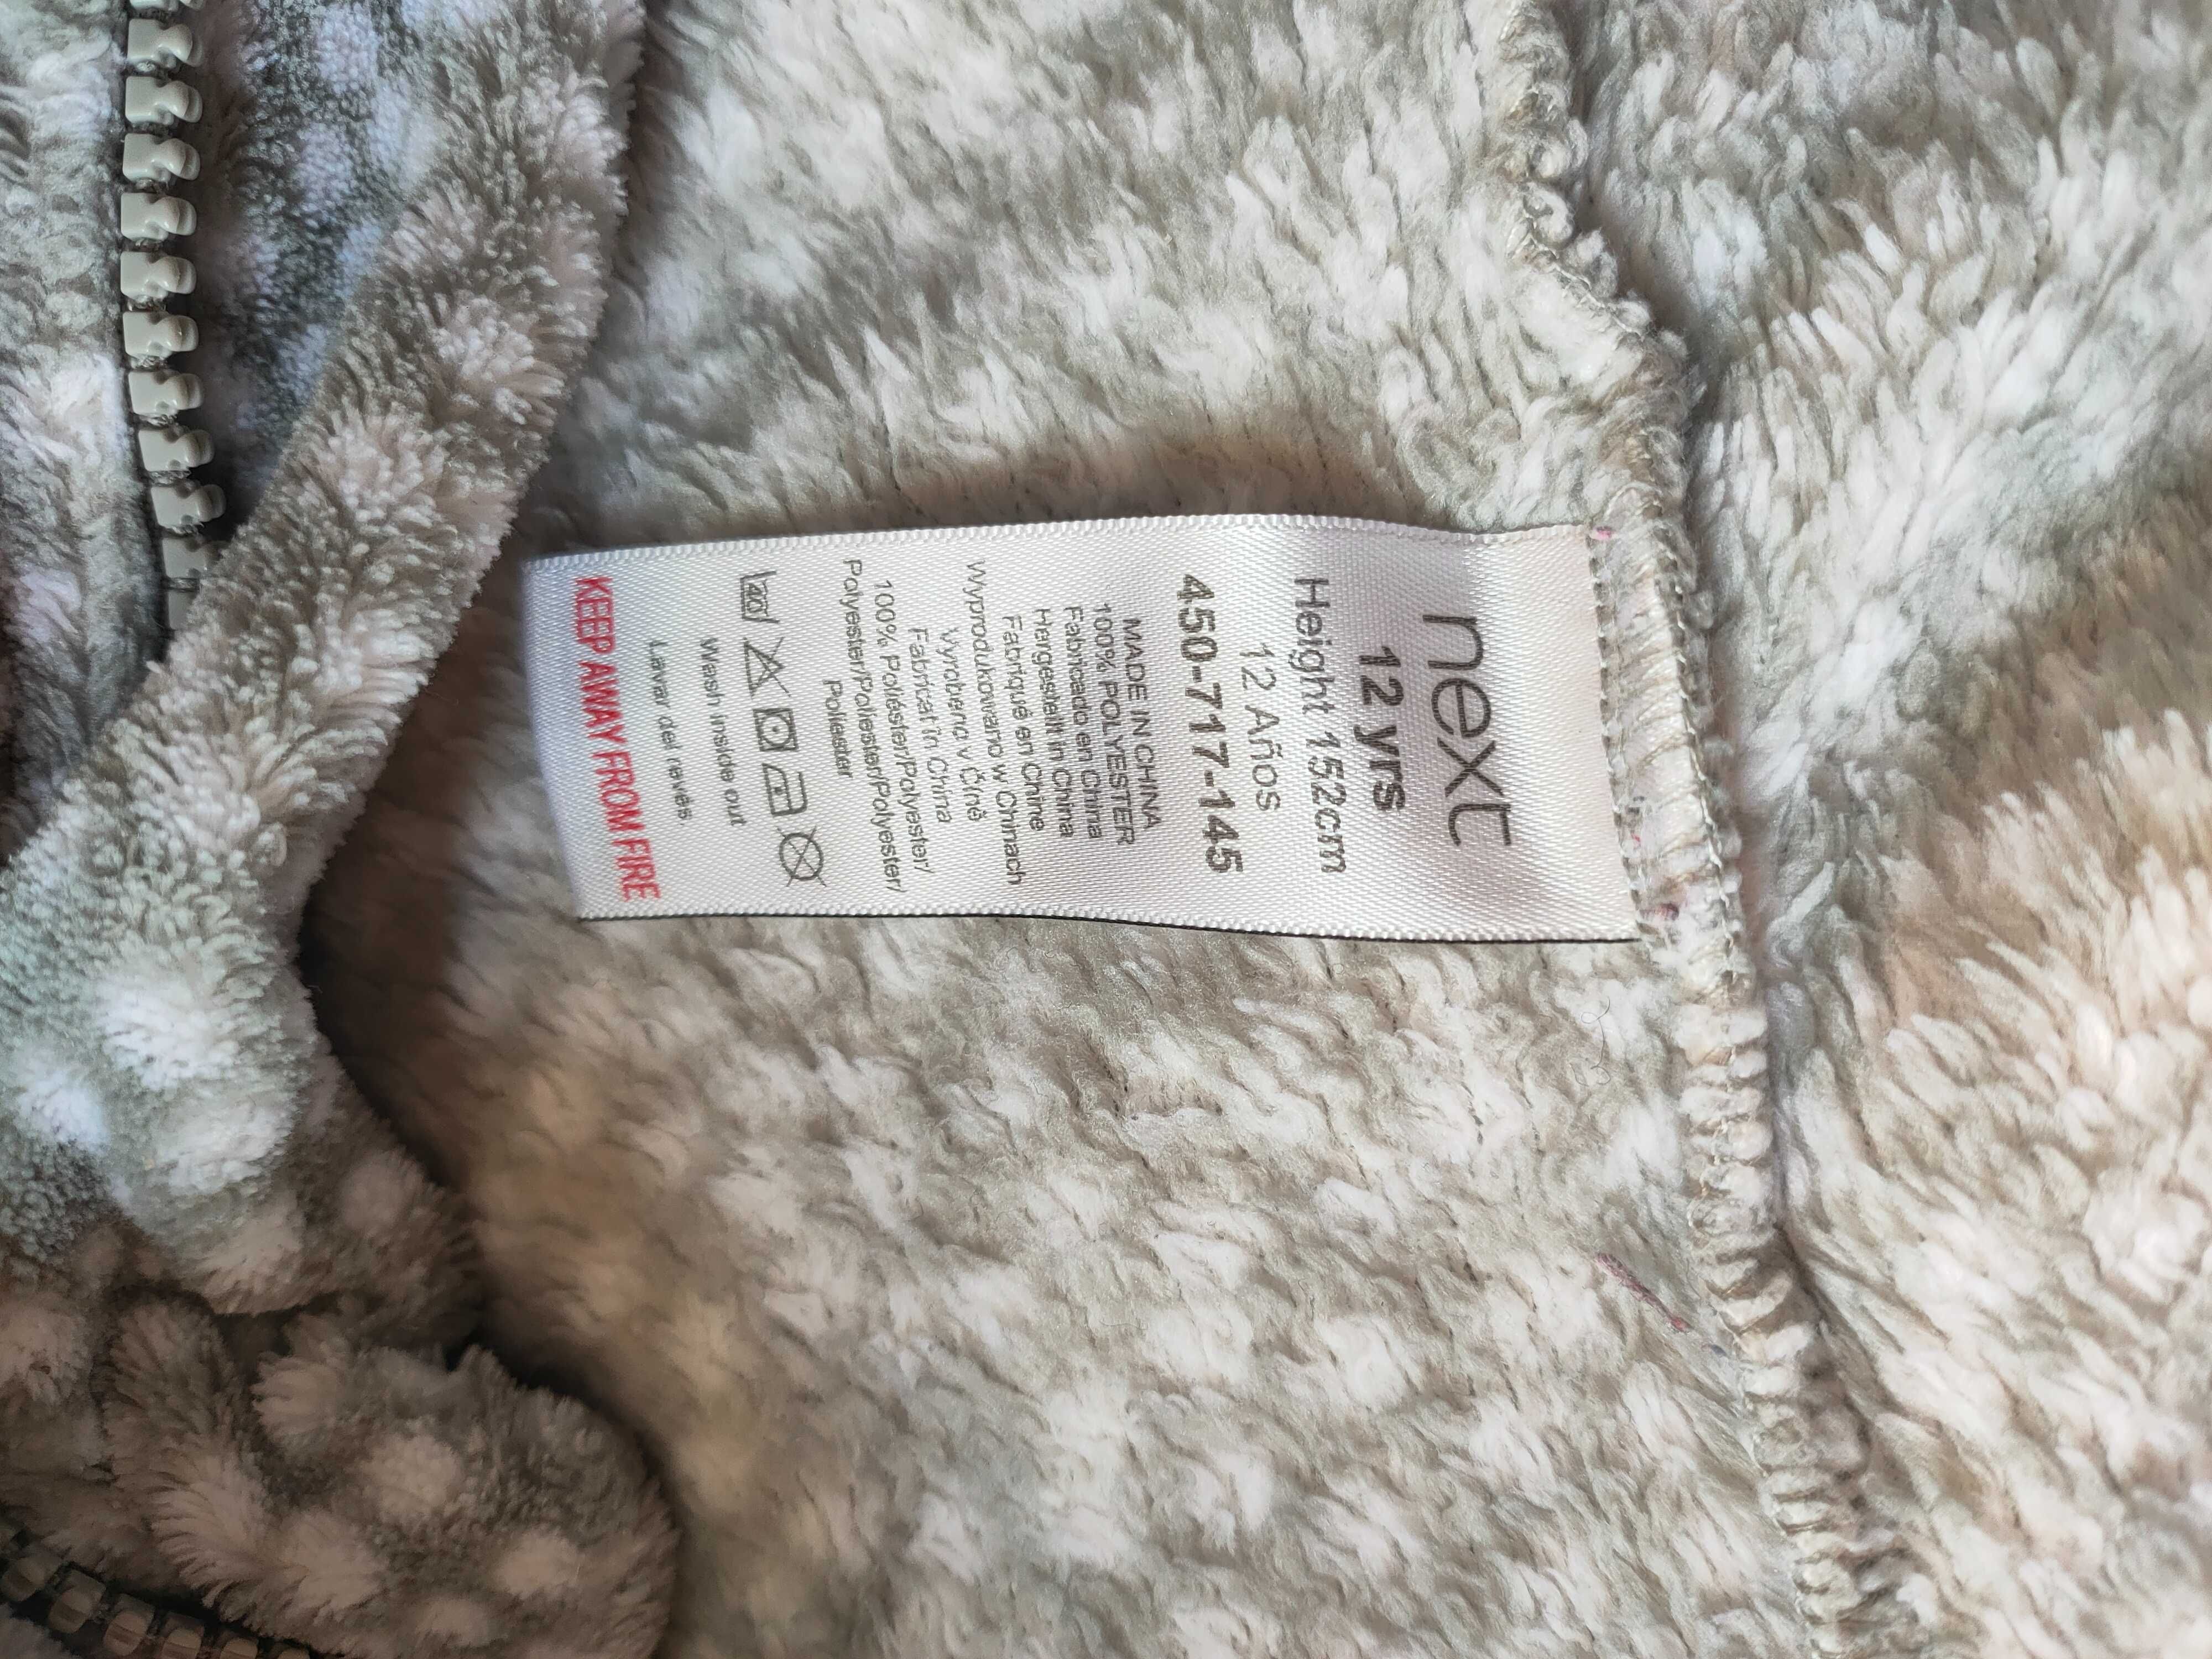 next
12 yrs
Height 152cm
12 Años
450-717-145
MADE IN CHINA
100% POLYESTER
Fabricado en China
Hergestellt in China
Fabriqué en Chine
Wyprodukowano w Chinach
Vyrobeno v Číně
Fabricat în China
100% Poliéster/Polyester/
Polyester/Poliester/Polyester/
Poliester
40
Wash inside out
Lavar del revés.
KEEP AWAY FROM FIRE